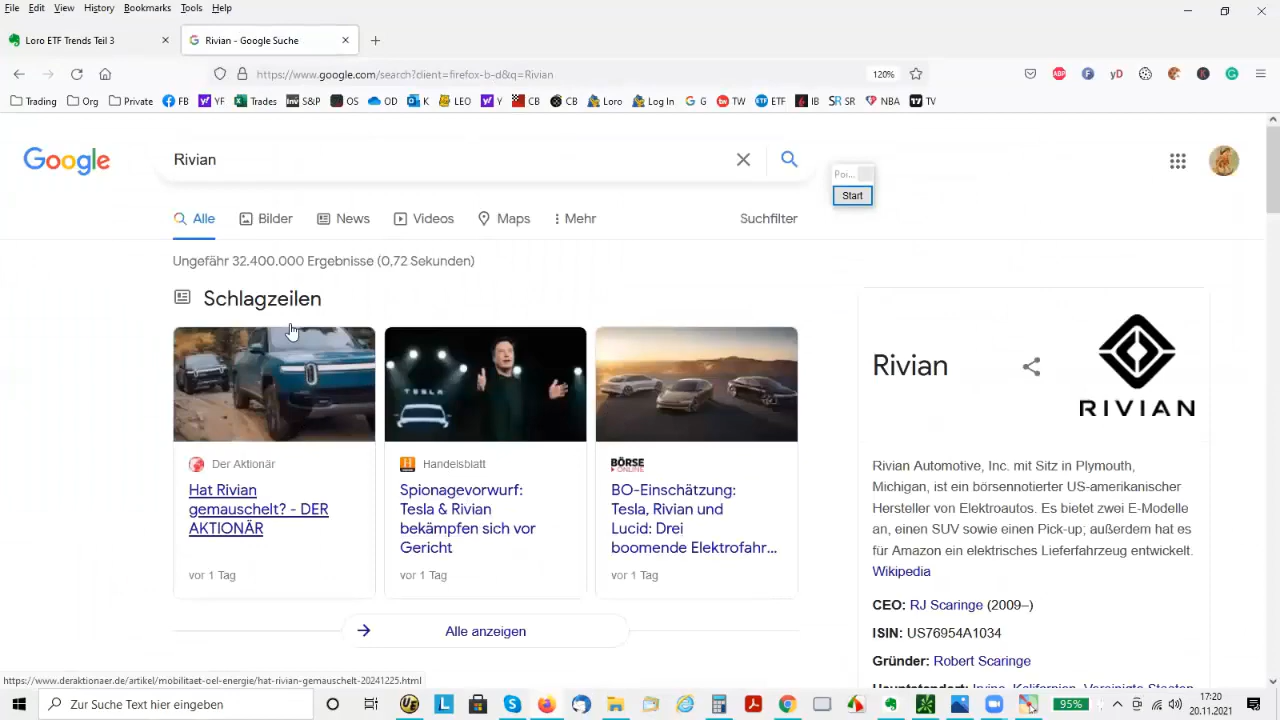 File Edit View History Bookmarks Tools Help
Loro ETF Trends Teil 3
Rivian - Google Suche
https://www.google.com/search?client=firefox-b-d&q=Rivian
120%
Trading Org Private FB YF Trades S&P OS OD K LEO Y CB CB Loro Log In G TW ETF IB SR NBA TV
Google
Rivian
Poi...
Start
Alle Bilder News Videos Maps Mehr Suchfilter
Ungefähr 32.400.000 Ergebnisse (0,72 Sekunden)
Schlagzeilen
TESLA
Der Aktionär
Hat Rivian
gemauschelt? - DER
AKTIONÄR
vor 1 Tag
Handelsblatt
Spionagevorwurf:
Tesla & Rivian
bekämpfen sich vor
Gericht
vor 1 Tag
BÖRSE
ONLINE
BO-Einschätzung:
Tesla, Rivian und
Lucid: Drei
boomende Elektrofahr...
vor 1 Tag
Alle anzeigen
Rivian
RIVIAN
Rivian Automotive, Inc. mit Sitz in Plymouth,
Michigan, ist ein börsennotierter US-amerikanischer
Hersteller von Elektroautos. Es bietet zwei E-Modelle
an, einen SUV sowie einen Pick-up; außerdem hat es
für Amazon ein elektrisches Lieferfahrzeug entwickelt.
Wikipedia
CEO: RJ Scaringe (2009–)
ISIN: US76954A1034
Gründer: Robert Scaringe
Hauptstandort: Irvine, Kalifornien, Vereinigte Staaten
https://www.deraktionaer.de/artikel/mobilitaet-oel-energie/hat-rivian-gemauschelt-20241225.html
Zur Suche Text hier eingeben
95%
17:20
20.11.2021